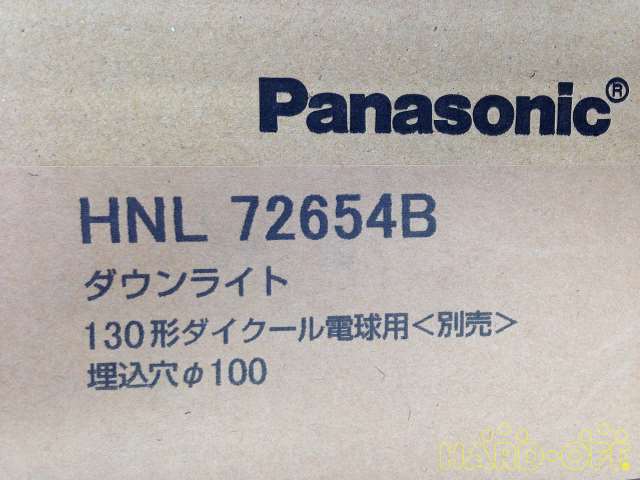 Panasonic®
HNL 72654B
ダウンライト
130形ダイクール電球用<別売>
埋込穴φ100
HARD-OFF